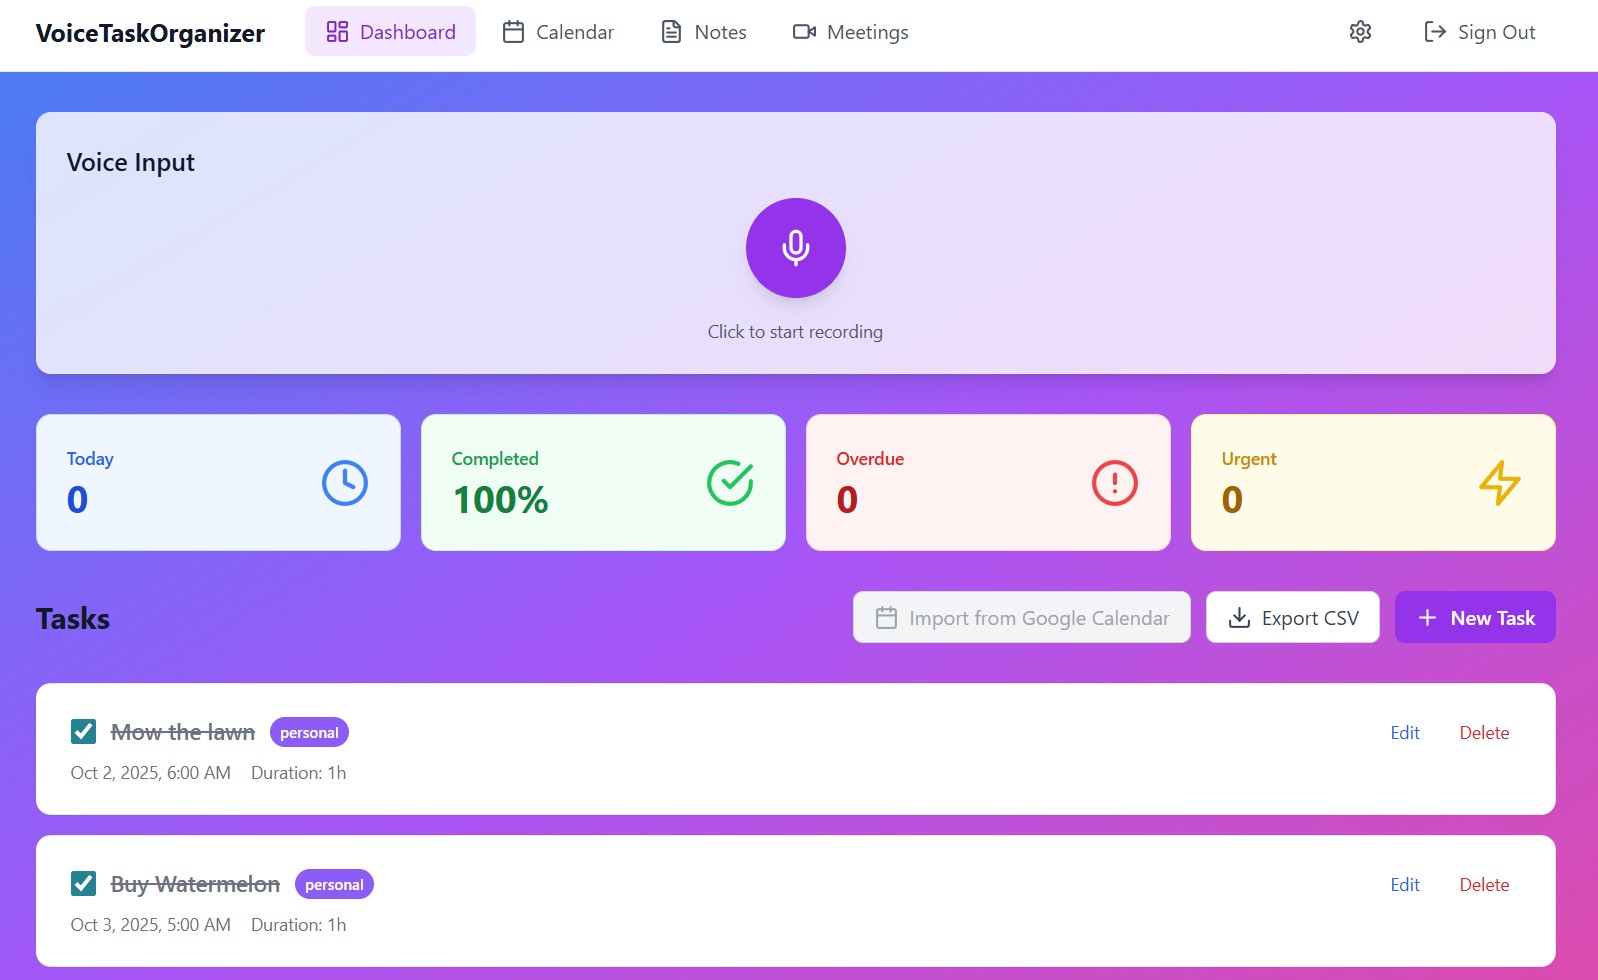 VoiceTaskOrganizer Dashboard Calendar Notes Meetings Sign Out
Voice Input
Click to start recording
Today Completed Overdue Urgent
0 100% 0 0
Tasks Import from Google Calendar Export CSV New Task
Mow the lawn personal Edit Delete
Oct 2, 2025, 6:00 AM Duration: 1h
Buy Watermelon personal Edit Delete
Oct 3, 2025, 5:00 AM Duration: 1h